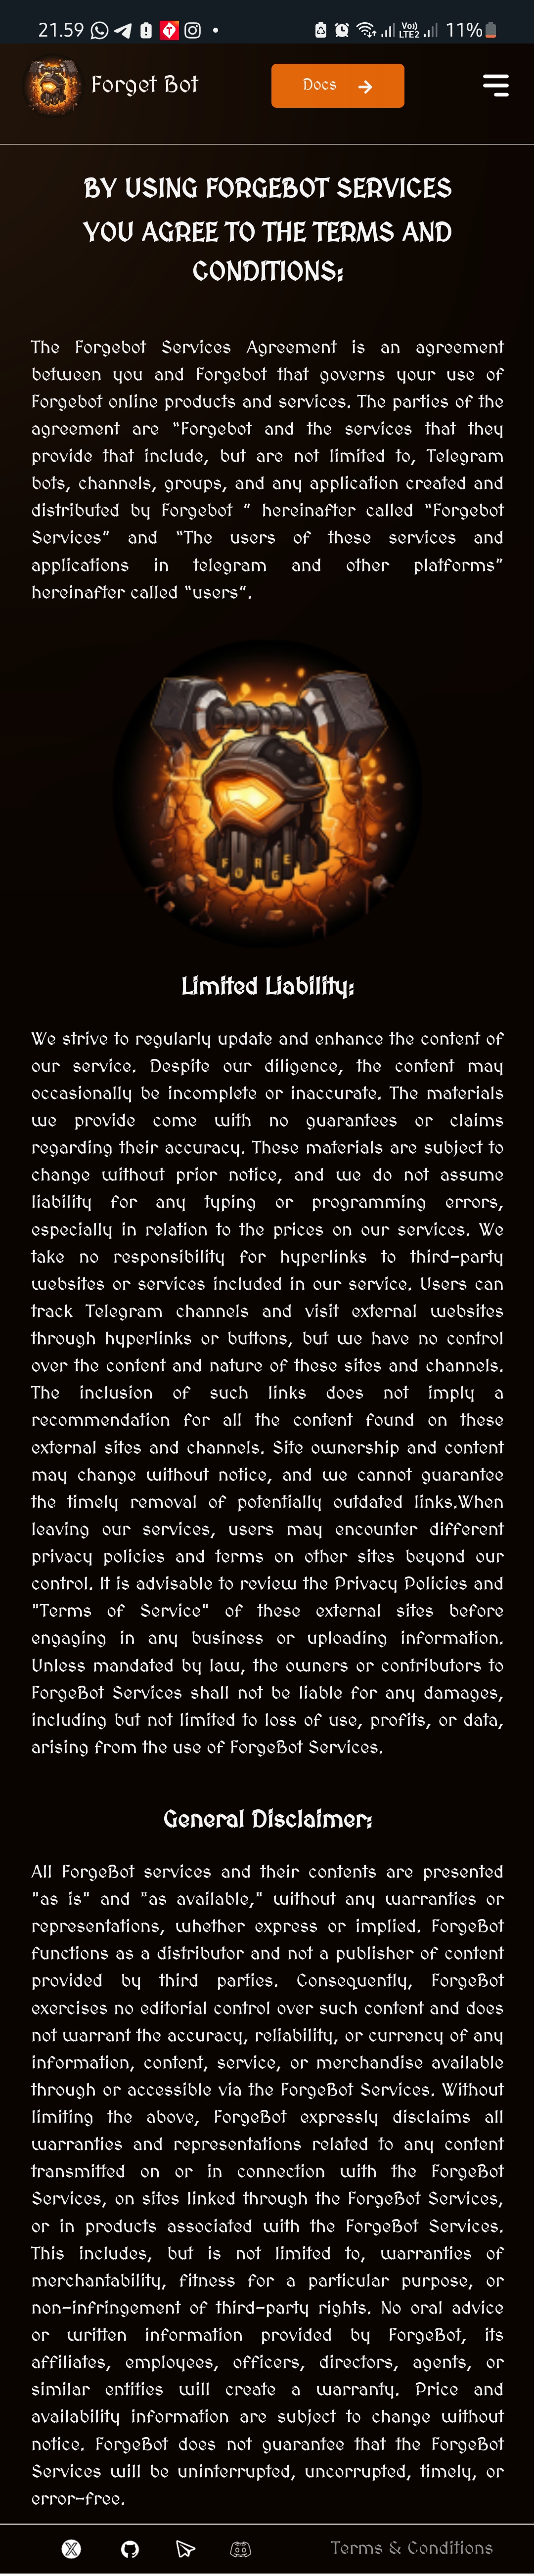 21.59
Vo))
LTE2
11%
Forget Bot
Docs
BY USING FORGEBOT SERVICES
YOU AGREE TO THE TERMS AND
CONDITIONS:
The Forgebot Services Agreement is an agreement
between you and Forgebot that governs your use of
Forgebot online products and services. The parties of the
agreement are “Forgebot and the services that they
provide that include, but are not limited to, Telegram
bots, channels, groups, and any application created and
distributed by Forgebot ” hereinafter called “Forgebot
Services” and “The users of these services and
applications in telegram and other platforms”
hereinafter called “users”.
FORGE
Limited Liability:
We strive to regularly update and enhance the content of
our service. Despite our diligence, the content may
occasionally be incomplete or inaccurate. The materials
we provide come with no guarantees or claims
regarding their accuracy. These materials are subject to
change without prior notice, and we do not assume
liability for any typing or programming errors,
especially in relation to the prices on our services. We
take no responsibility for hyperlinks to third-party
websites or services included in our service. Users can
track Telegram channels and visit external websites
through hyperlinks or buttons, but we have no control
over the content and nature of these sites and channels.
The inclusion of such links does not imply a
recommendation for all the content found on these
external sites and channels. Site ownership and content
may change without notice, and we cannot guarantee
the timely removal of potentially outdated links.When
leaving our services, users may encounter different
privacy policies and terms on other sites beyond our
control. It is advisable to review the Privacy Policies and
"Terms of Service" of these external sites before
engaging in any business or uploading information.
Unless mandated by law, the owners or contributors to
ForgeBot Services shall not be liable for any damages,
including but not limited to loss of use, profits, or data,
arising from the use of ForgeBot Services.
General Disclaimer:
All ForgeBot services and their contents are presented
"as is" and "as available," without any warranties or
representations, whether express or implied. ForgeBot
functions as a distributor and not a publisher of content
provided by third parties. Consequently, ForgeBot
exercises no editorial control over such content and does
not warrant the accuracy, reliability, or currency of any
information, content, service, or merchandise available
through or accessible via the ForgeBot Services. Without
limiting the above, ForgeBot expressly disclaims all
warranties and representations related to any content
transmitted on or in connection with the ForgeBot
Services, on sites linked through the ForgeBot Services,
or in products associated with the ForgeBot Services.
This includes, but is not limited to, warranties of
merchantability, fitness for a particular purpose, or
non-infringement of third-party rights. No oral advice
or written information provided by ForgeBot, its
affiliates, employees, officers, directors, agents, or
similar entities will create a warranty. Price and
availability information are subject to change without
notice. ForgeBot does not guarantee that the ForgeBot
Services will be uninterrupted, uncorrupted, timely, or
error-free.
Terms & Conditions